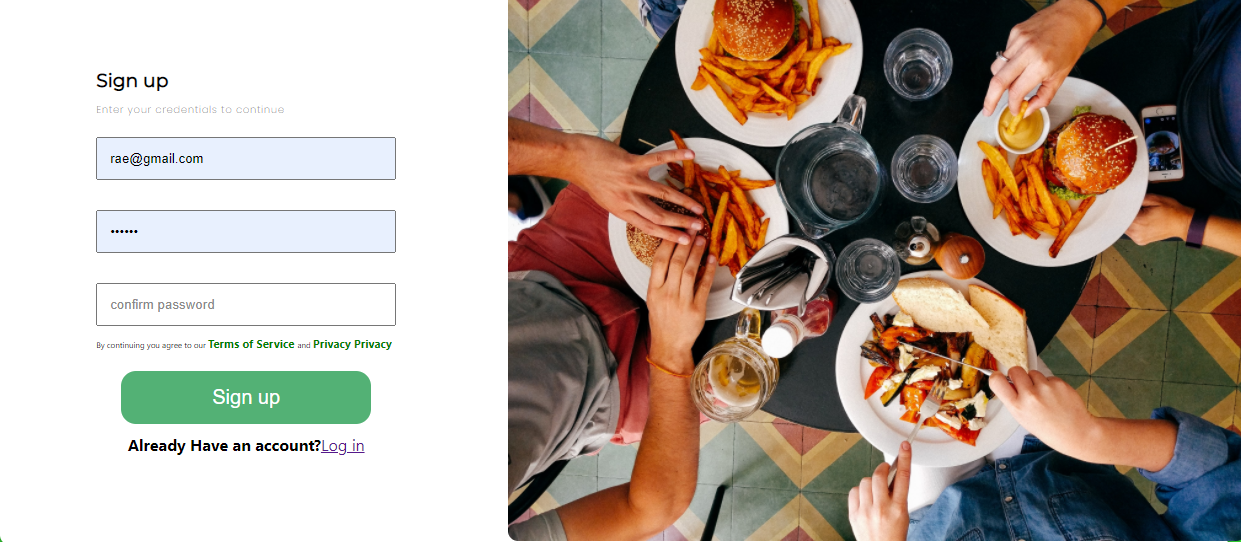 Sign up
Enter your credentials to continue
rae@gmail.com
••••••
confirm password
By continuing you agree to our Terms of Service and Privacy Privacy
Sign up
Already Have an account?Log in